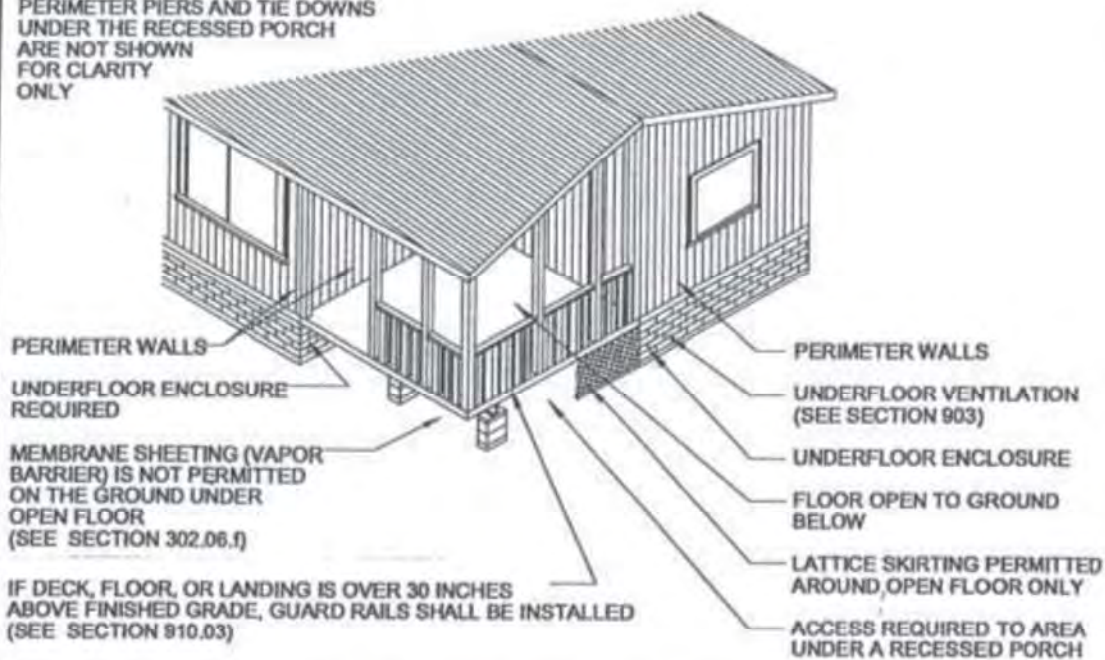 PERIMETER PIERS AND TIE DOWNS
UNDER THE RECESSED PORCH
ARE NOT SHOWN
FOR CLARITY
ONLY
PERIMETER WALLS
UNDERFLOOR ENCLOSURE
REQUIRED
MEMBRANE SHEETING (VAPOR
BARRIER) IS NOT PERMITTED
ON THE GROUND UNDER
OPEN FLOOR
(SEE SECTION 302.06.f)
IF DECK, FLOOR, OR LANDING IS OVER 30 INCHES
ABOVE FINISHED GRADE, GUARD RAILS SHALL BE INSTALLED
(SEE SECTION 910.03)
PERIMETER WALLS
UNDERFLOOR VENTILATION
(SEE SECTION 903)
UNDERFLOOR ENCLOSURE
FLOOR OPEN TO GROUND
BELOW
LATTICE SKIRTING PERMITTED
AROUND OPEN FLOOR ONLY
ACCESS REQUIRED TO AREA
UNDER A RECESSED PORCH